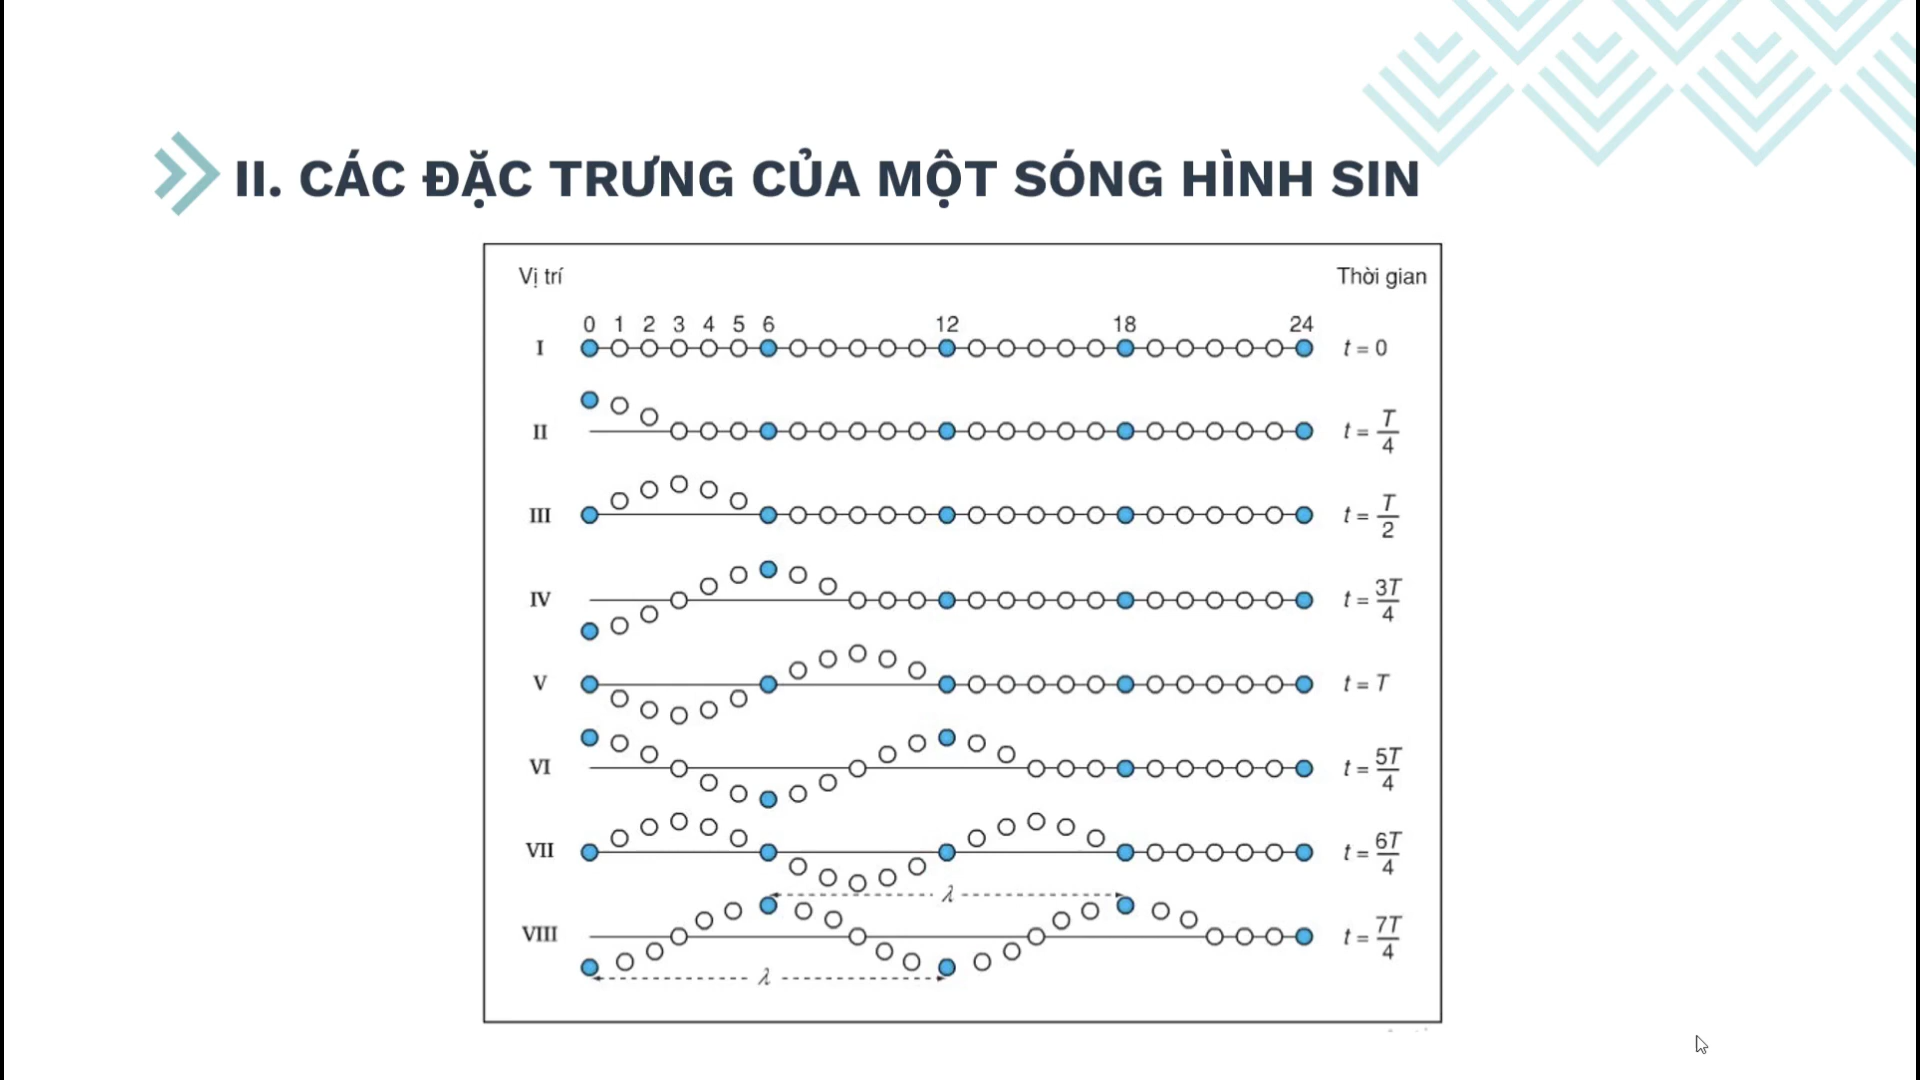 II. CÁC ĐẶC TRƯNG CỦA MỘT SÓNG HÌNH SIN
Vị trí Thời gian
0 1 2 3 4 5 6 12 18 24
I t = 0
II t = T/4
III t = T/2
IV t = 3T/4
V t = T
VI t = 5T/4
VII t = 6T/4
λ
VIII t = 7T/4
λ